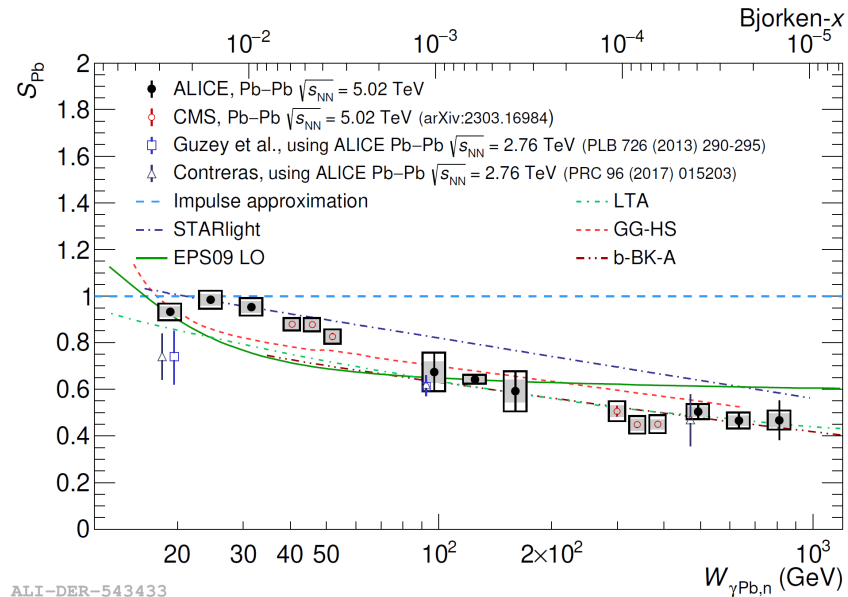 Bjorken-x
10⁻² 10⁻³ 10⁻⁴ 10⁻⁵
S_Pb
2
1.8
1.6
1.4
1.2
1
0.8
0.6
0.4
0.2
0
ALICE, Pb−Pb √s_NN = 5.02 TeV
CMS, Pb−Pb √s_NN = 5.02 TeV (arXiv:2303.16984)
Guzey et al., using ALICE Pb−Pb √s_NN = 2.76 TeV (PLB 726 (2013) 290-295)
Contreras, using ALICE Pb−Pb √s_NN = 2.76 TeV (PRC 96 (2017) 015203)
Impulse approximation LTA
STARlight GG-HS
EPS09 LO b-BK-A
20 30 40 50 10² 2×10² 10³
W_γPb,n (GeV)
ALI-DER-543433